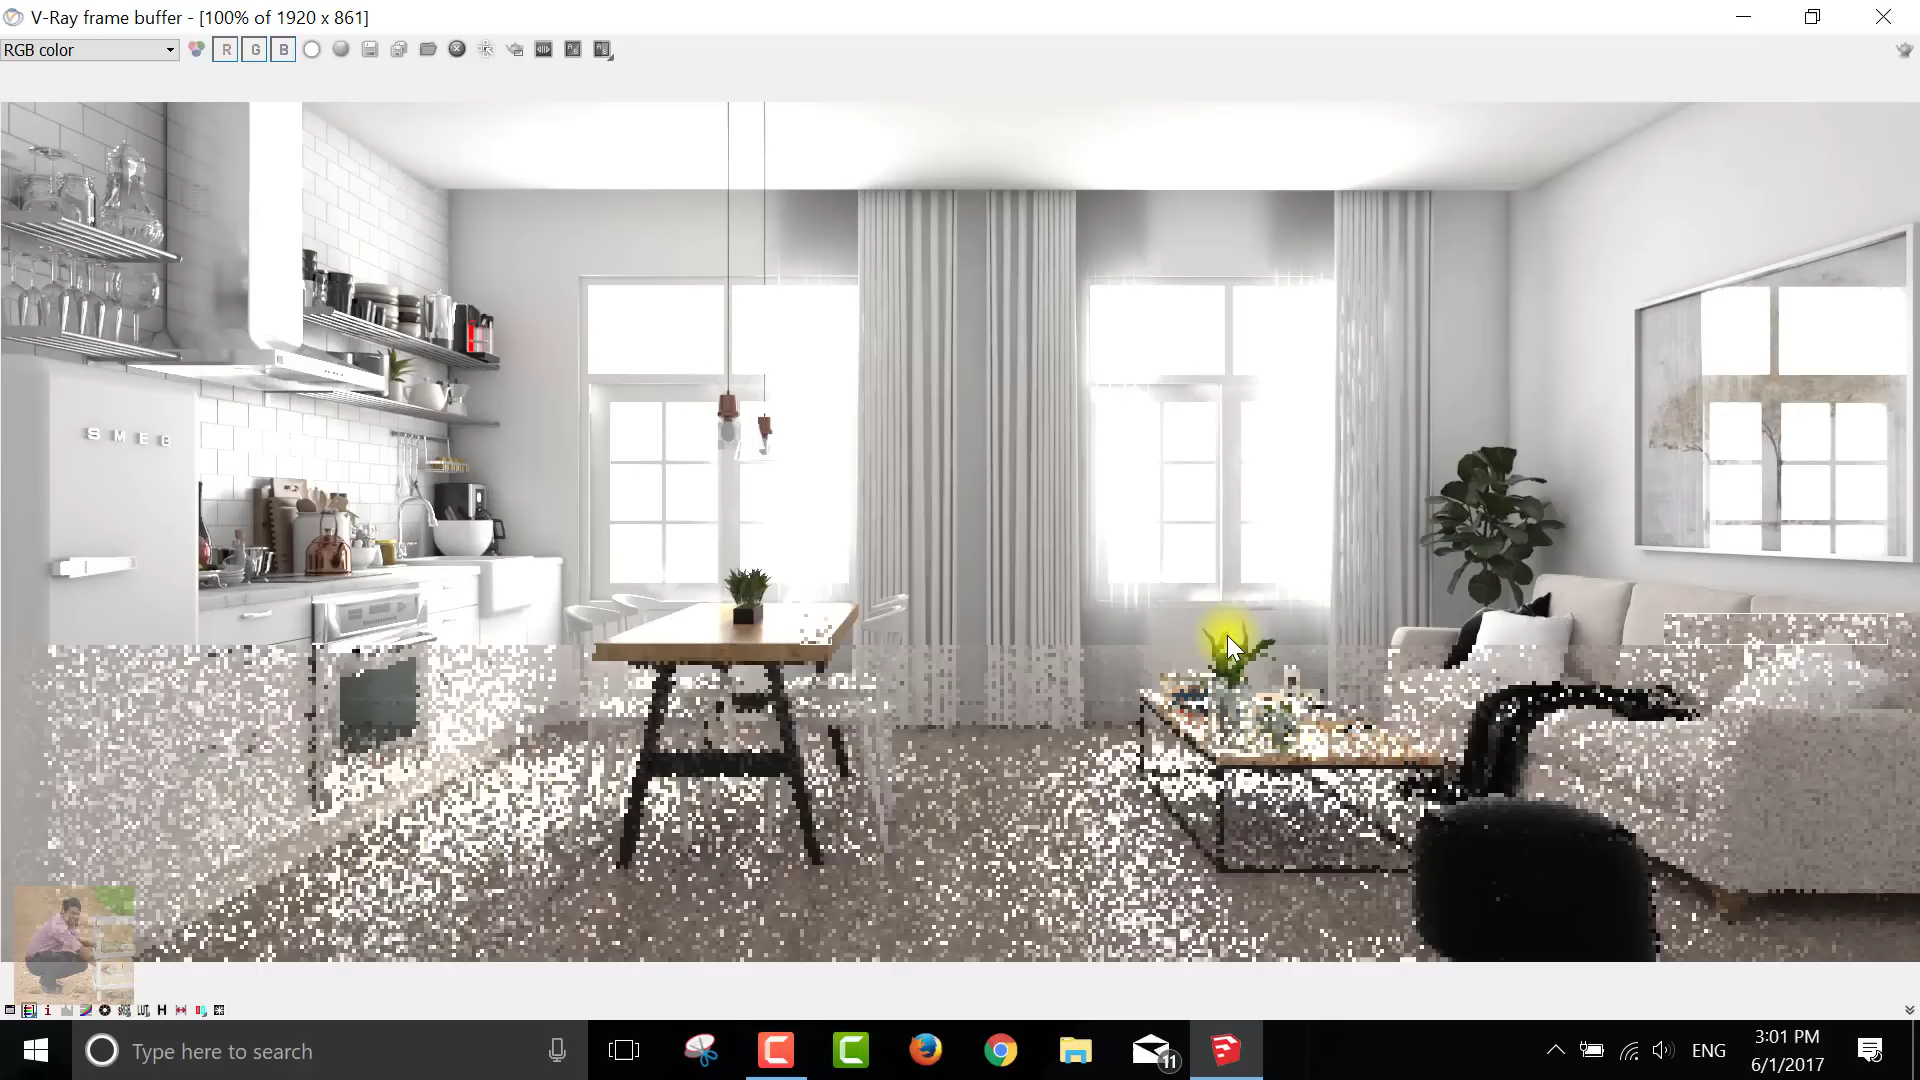 V-Ray frame buffer - [100% of 1920 x 861]
RGB color
R G B
SMEG
i
H
Type here to search
11
ENG
3:01 PM
6/1/2017